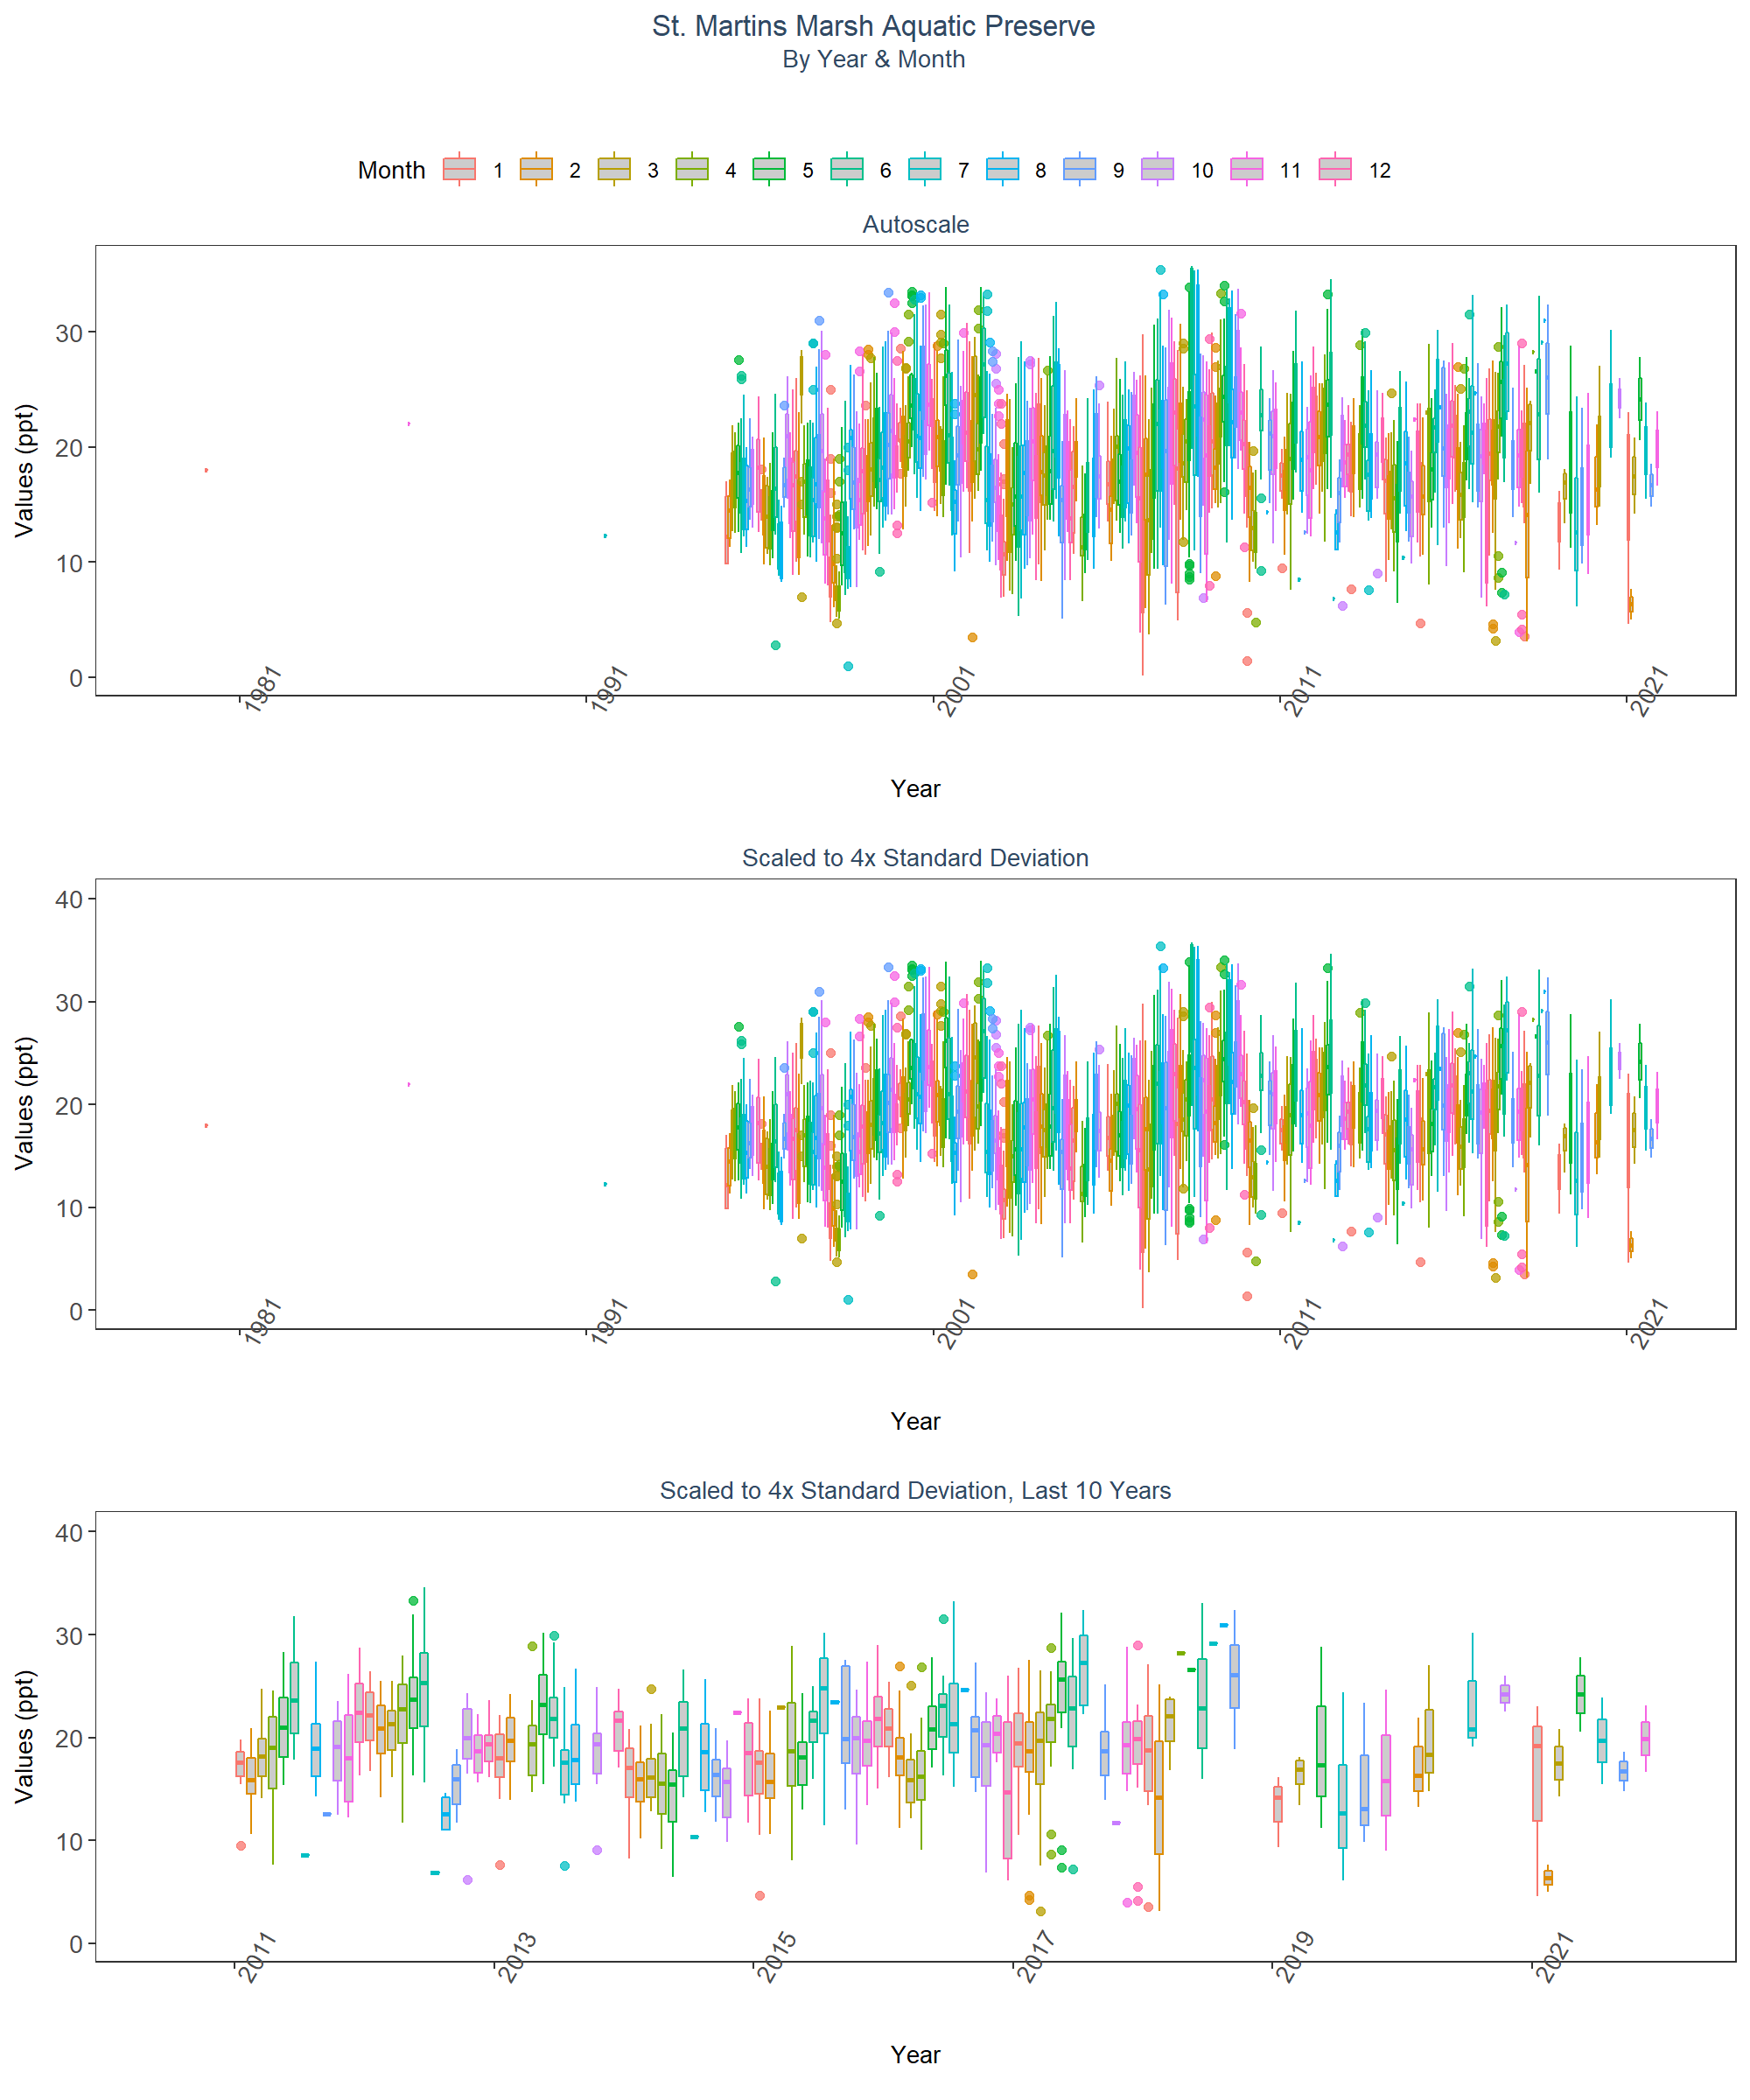 St. Martins Marsh Aquatic Preserve
By Year & Month
Month 1 2 3 4 5 6 7 8 9 10 11 12
Autoscale
Values (ppt)
30
20
10
0
1981 1991 2001 2011 2021
Year
Scaled to 4x Standard Deviation
Values (ppt)
40
30
20
10
0
1981 1991 2001 2011 2021
Year
Scaled to 4x Standard Deviation, Last 10 Years
Values (ppt)
40
30
20
10
0
2011 2013 2015 2017 2019 2021
Year